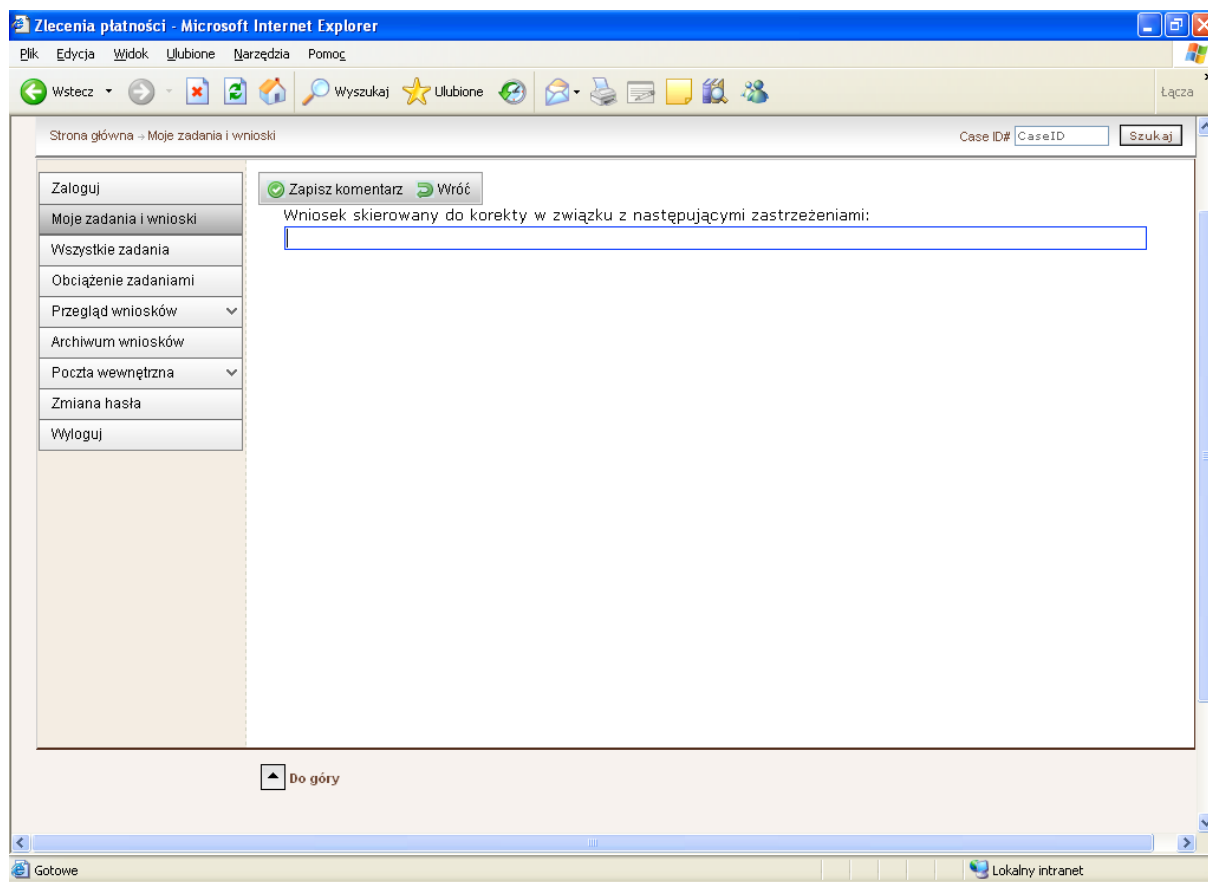 Zlecenia płatności - Microsoft Internet Explorer
Plik Edycja Widok Ulubione Narzędzia Pomoc
Wstecz Wyszukaj Ulubione Łącza
Strona główna → Moje zadania i wnioski Case ID# CaseID Szukaj
Zaloguj
Moje zadania i wnioski
Wszystkie zadania
Obciążenie zadaniami
Przegląd wniosków
Archiwum wniosków
Poczta wewnętrzna
Zmiana hasła
Wyloguj
Zapisz komentarz Wróć
Wniosek skierowany do korekty w związku z następującymi zastrzeżeniami:
Do góry
Gotowe Lokalny intranet